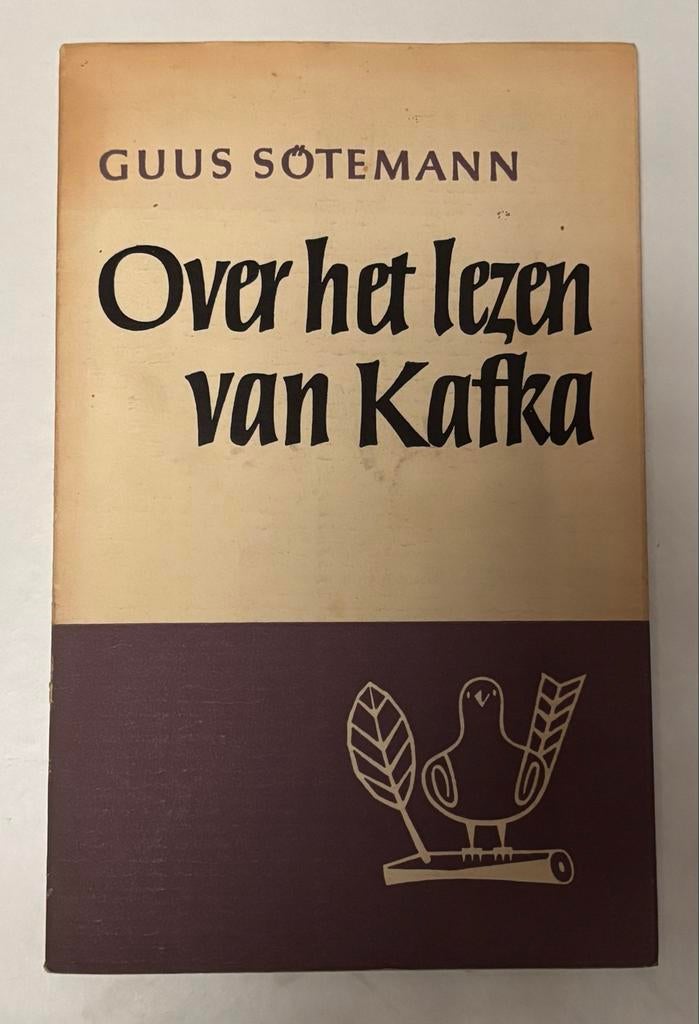 GUUS SÖTEMANN
Over het lezen
van Kafka